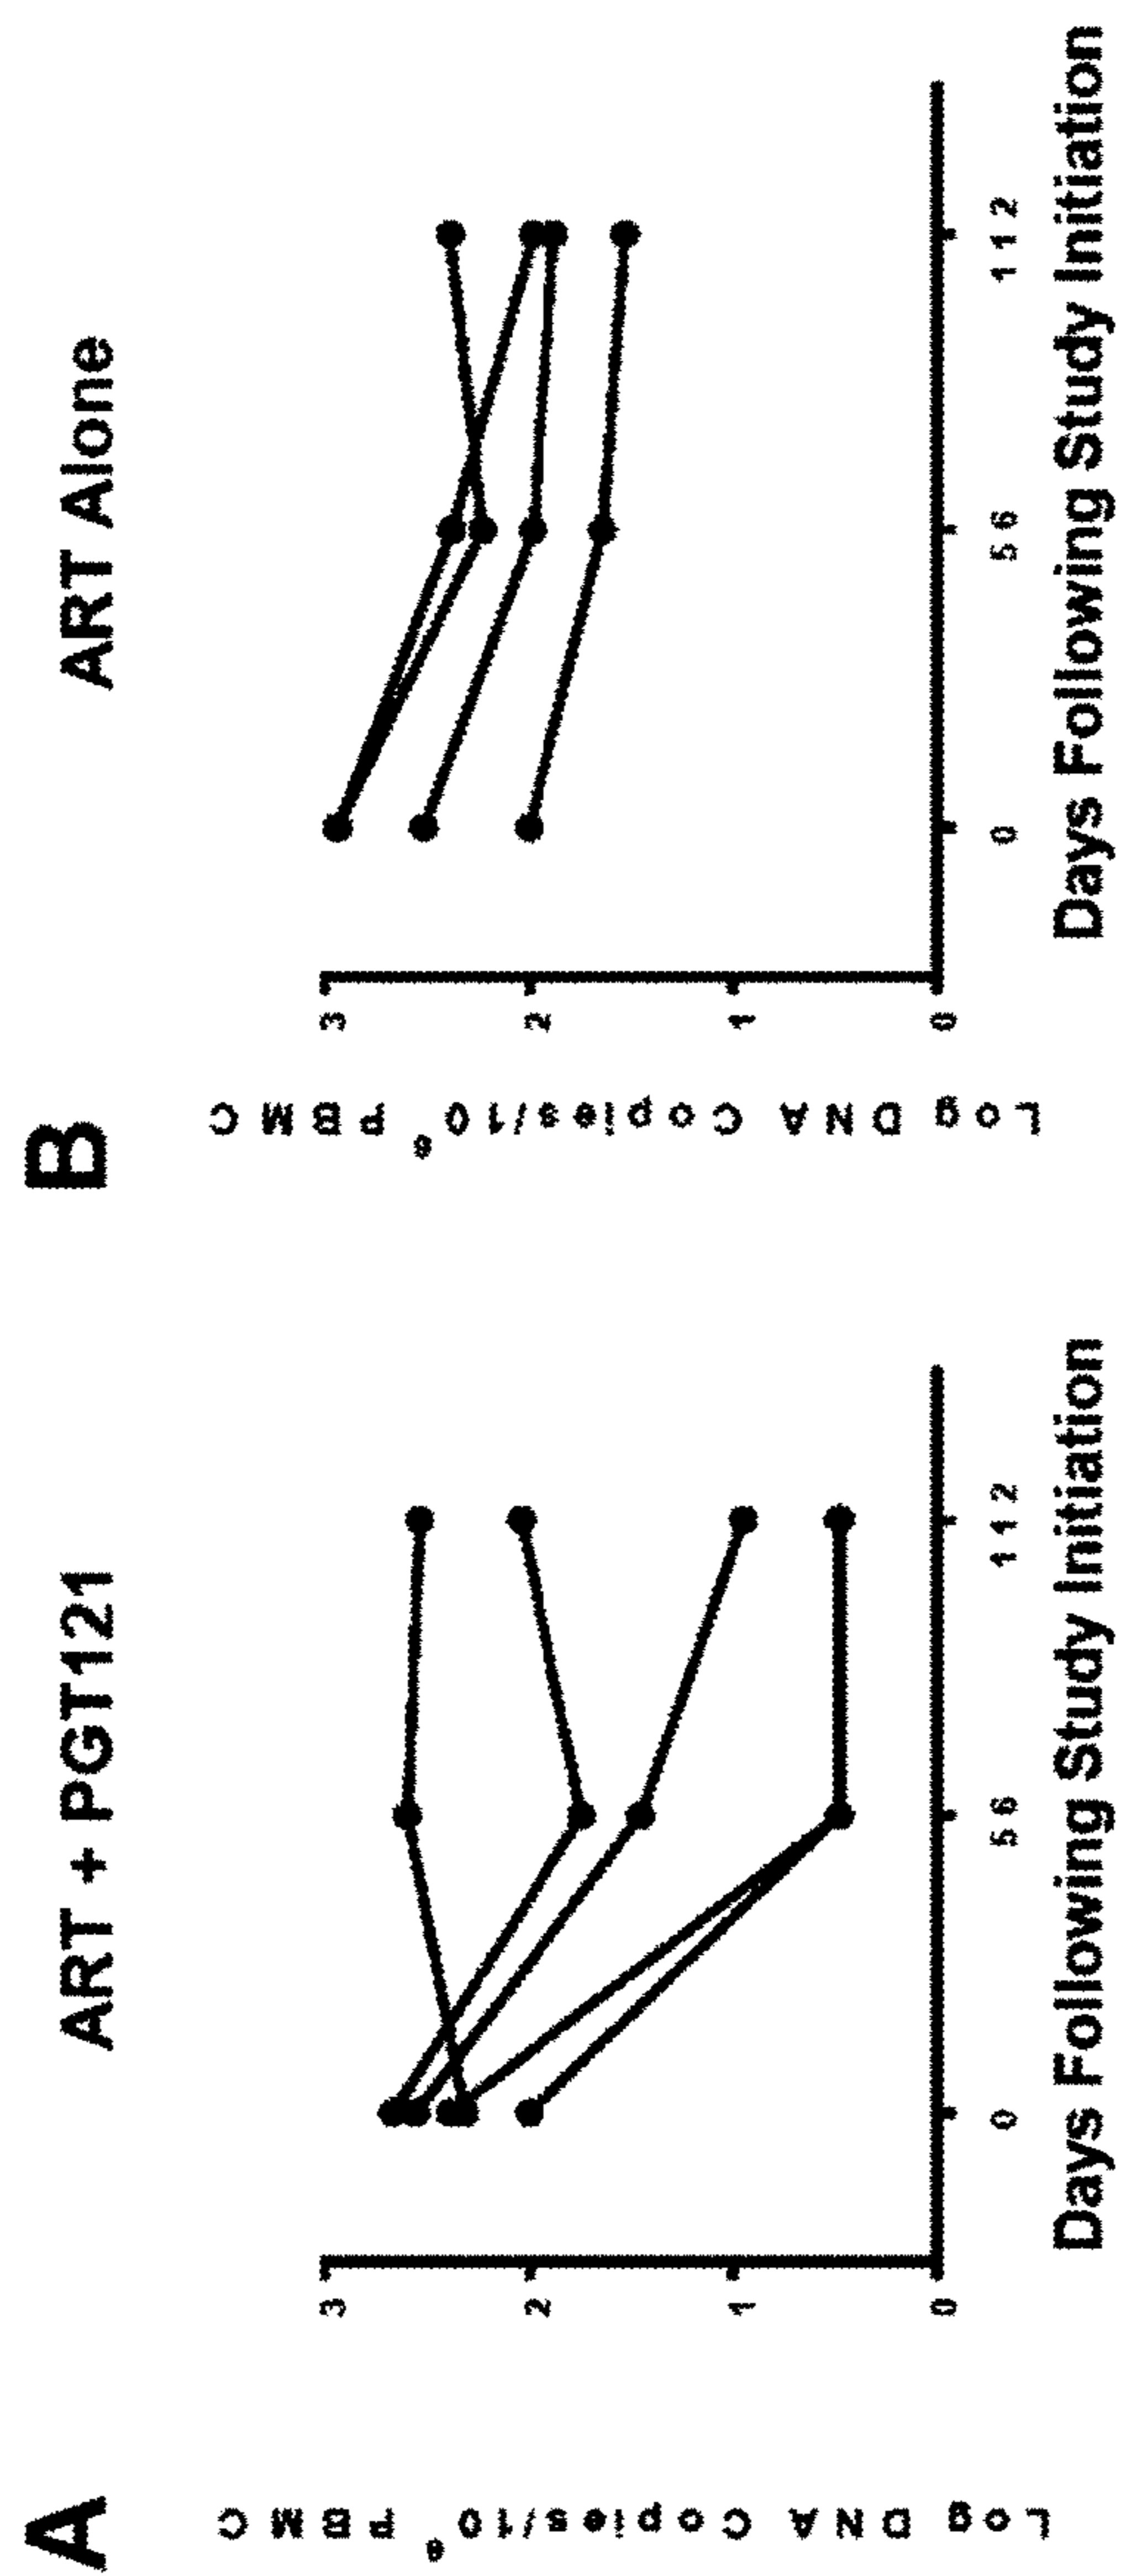 A
ART + PGT121
Log DNA Copies/10⁶ PBMC
3
2
1
0
0 56 112
Days Following Study Initiation
B
ART Alone
Log DNA Copies/10⁶ PBMC
3
2
1
0
0 56 112
Days Following Study Initiation